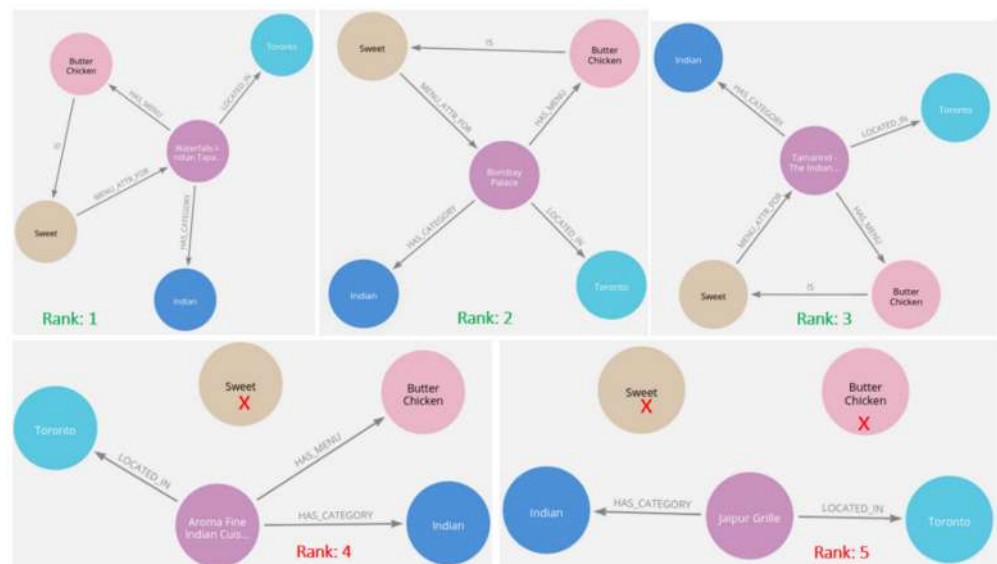 Toronto
Butter
Chicken
HAS_MENU
LOCATED_IN
IS
Waterfalls -
Indian Tapa...
MENU_ATTR_FOR
HAS_CATEGORY
Sweet
Indian
Rank: 1
Sweet
IS
Butter
Chicken
MENU_ATTR_FOR
HAS_MENU
Bombay
Palace
HAS_CATEGORY
LOCATED_IN
Indian
Toronto
Rank: 2
Indian
HAS_CATEGORY
LOCATED_IN
Toronto
Tamarind -
The Indian...
MENU_ATTR_FOR
HAS_MENU
Sweet
IS
Butter
Chicken
Rank: 3
Sweet
X
Butter
Chicken
Toronto
LOCATED_IN
HAS_MENU
Aroma Fine
Indian Cuis...
HAS_CATEGORY
Indian
Rank: 4
Sweet
X
Butter
Chicken
X
Indian
HAS_CATEGORY
Jaipur Grille
LOCATED_IN
Toronto
Rank: 5